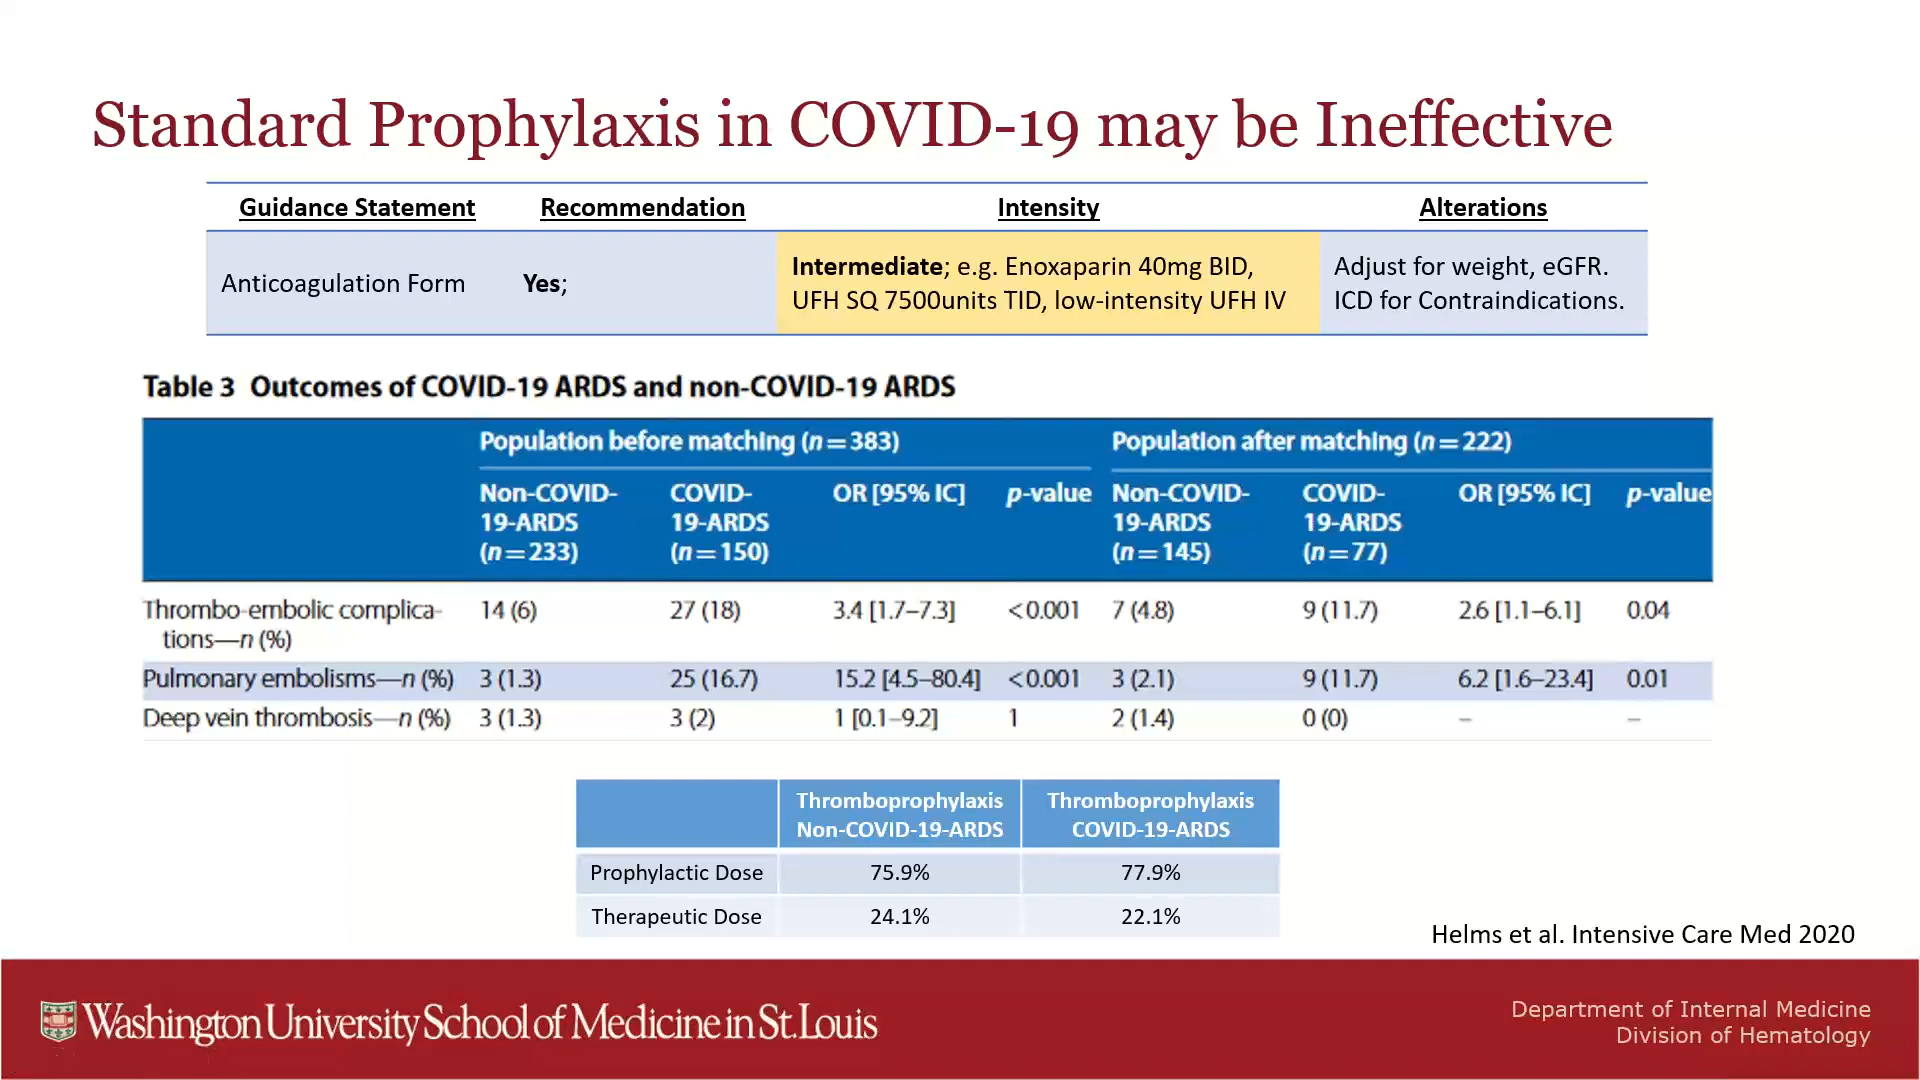 Standard Prophylaxis in COVID-19 may be Ineffective
Guidance Statement Recommendation Intensity Alterations
Anticoagulation Form Yes; Intermediate; e.g. Enoxaparin 40mg BID, Adjust for weight, eGFR.
UFH SQ 7500units TID, low-intensity UFH IV ICD for Contraindications.
Table 3 Outcomes of COVID-19 ARDS and non-COVID-19 ARDS
Population before matching (n=383) Population after matching (n=222)
Non-COVID- COVID- OR [95% IC] p-value Non-COVID- COVID- OR [95% IC] p-value
19-ARDS 19-ARDS 19-ARDS 19-ARDS
(n=233) (n=150) (n=145) (n=77)
Thrombo-embolic complica- 14 (6) 27 (18) 3.4 [1.7–7.3] <0.001 7 (4.8) 9 (11.7) 2.6 [1.1–6.1] 0.04
tions—n (%)
Pulmonary embolisms—n (%) 3 (1.3) 25 (16.7) 15.2 [4.5–80.4] <0.001 3 (2.1) 9 (11.7) 6.2 [1.6–23.4] 0.01
Deep vein thrombosis—n (%) 3 (1.3) 3 (2) 1 [0.1–9.2] 1 2 (1.4) 0 (0) – –
Thromboprophylaxis Thromboprophylaxis
Non-COVID-19-ARDS COVID-19-ARDS
Prophylactic Dose 75.9% 77.9%
Therapeutic Dose 24.1% 22.1%
Helms et al. Intensive Care Med 2020
Washington University School of Medicine in St. Louis
Department of Internal Medicine
Division of Hematology